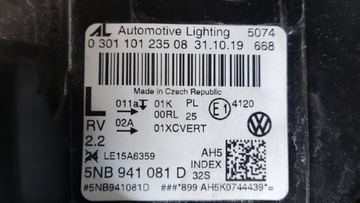 AL Automotive Lighting 5074
0 301 101 235 08 31.10.19 668
Made in Czech Republic
L 011a 01K PL E1 4120
00RL 25
RV 02A 01XCVERT
2.2
24 LE15A6359 AH5
INDEX
5NB 941 081 D 32S
#5NB941081D ###*899 AH5K0744439*=